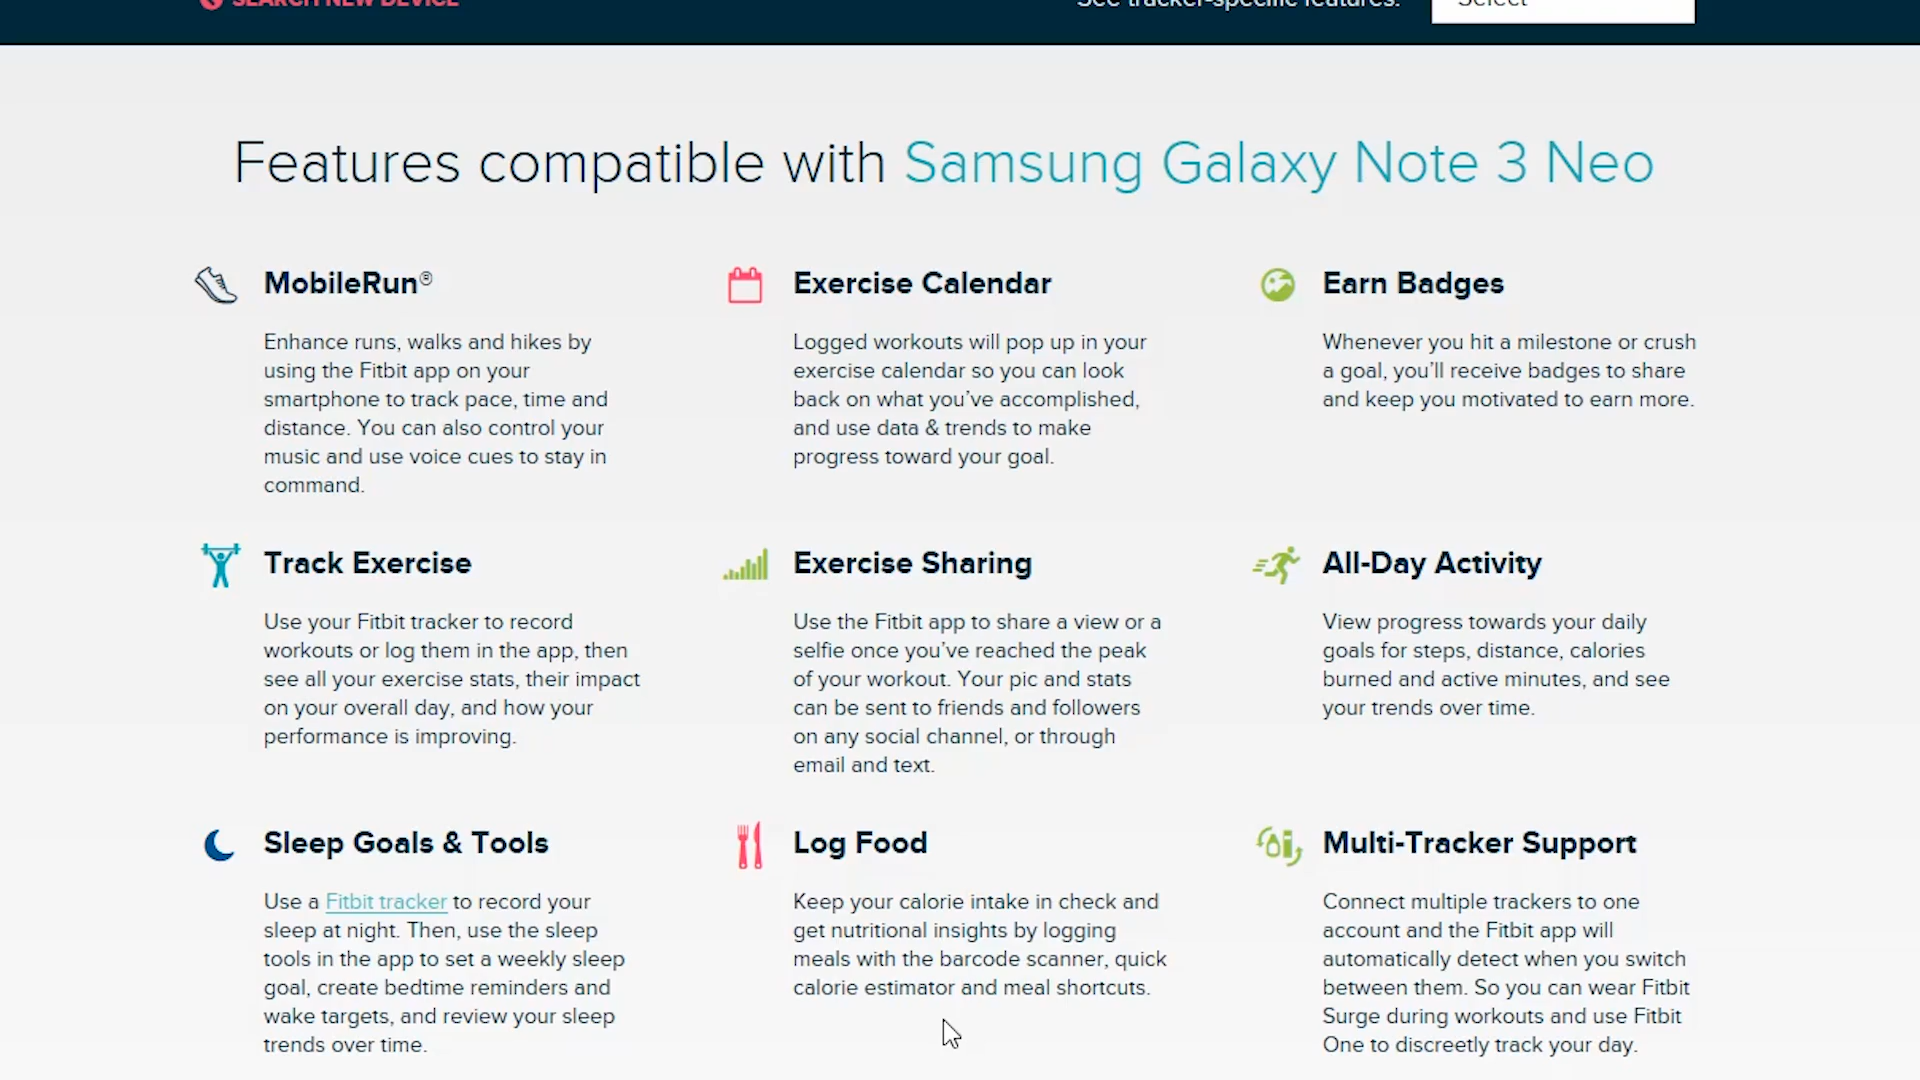 SEARCH NEW DEVICE
See tracker-specific features:
Select
Features compatible with Samsung Galaxy Note 3 Neo
MobileRun®
Enhance runs, walks and hikes by
using the Fitbit app on your
smartphone to track pace, time and
distance. You can also control your
music and use voice cues to stay in
command.
Exercise Calendar
Logged workouts will pop up in your
exercise calendar so you can look
back on what you’ve accomplished,
and use data & trends to make
progress toward your goal.
Earn Badges
Whenever you hit a milestone or crush
a goal, you’ll receive badges to share
and keep you motivated to earn more.
Track Exercise
Use your Fitbit tracker to record
workouts or log them in the app, then
see all your exercise stats, their impact
on your overall day, and how your
performance is improving.
Exercise Sharing
Use the Fitbit app to share a view or a
selfie once you’ve reached the peak
of your workout. Your pic and stats
can be sent to friends and followers
on any social channel, or through
email and text.
All-Day Activity
View progress towards your daily
goals for steps, distance, calories
burned and active minutes, and see
your trends over time.
Sleep Goals & Tools
Use a Fitbit tracker to record your
sleep at night. Then, use the sleep
tools in the app to set a weekly sleep
goal, create bedtime reminders and
wake targets, and review your sleep
trends over time.
Log Food
Keep your calorie intake in check and
get nutritional insights by logging
meals with the barcode scanner, quick
calorie estimator and meal shortcuts.
Multi-Tracker Support
Connect multiple trackers to one
account and the Fitbit app will
automatically detect when you switch
between them. So you can wear Fitbit
Surge during workouts and use Fitbit
One to discreetly track your day.